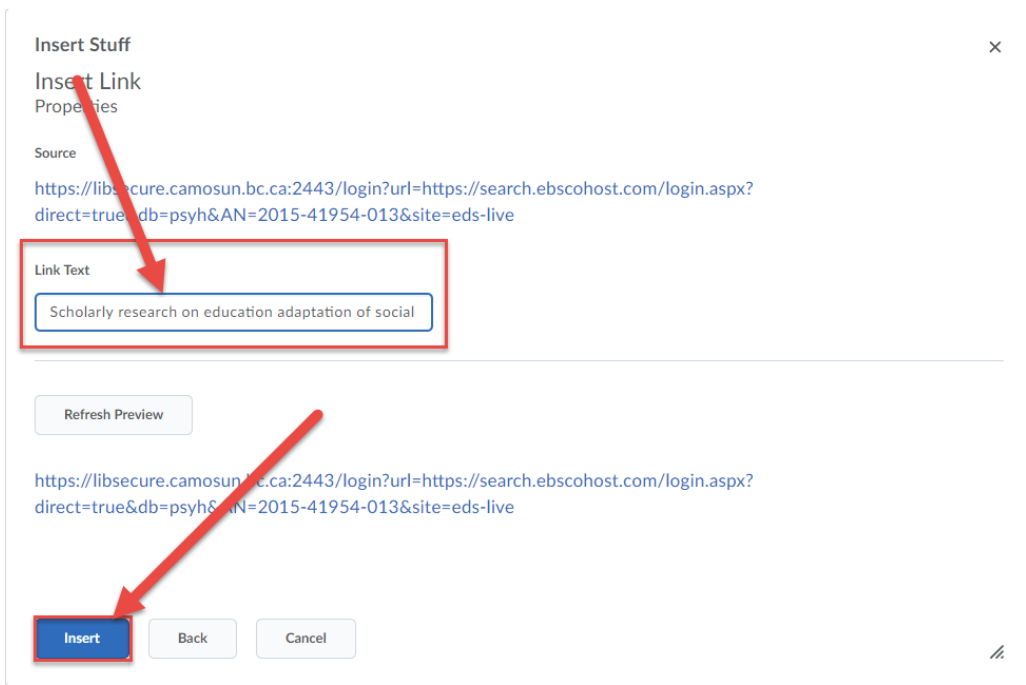 Insert Stuff
Insert Link
Properties
Source
https://libsecure.camosun.bc.ca:2443/login?url=https://search.ebscohost.com/login.aspx?
direct=true&db=psyh&AN=2015-41954-013&site=eds-live
Link Text
Scholarly research on education adaptation of social
Refresh Preview
https://libsecure.camosun.bc.ca:2443/login?url=https://search.ebscohost.com/login.aspx?
direct=true&db=psyh&AN=2015-41954-013&site=eds-live
Insert
Back
Cancel